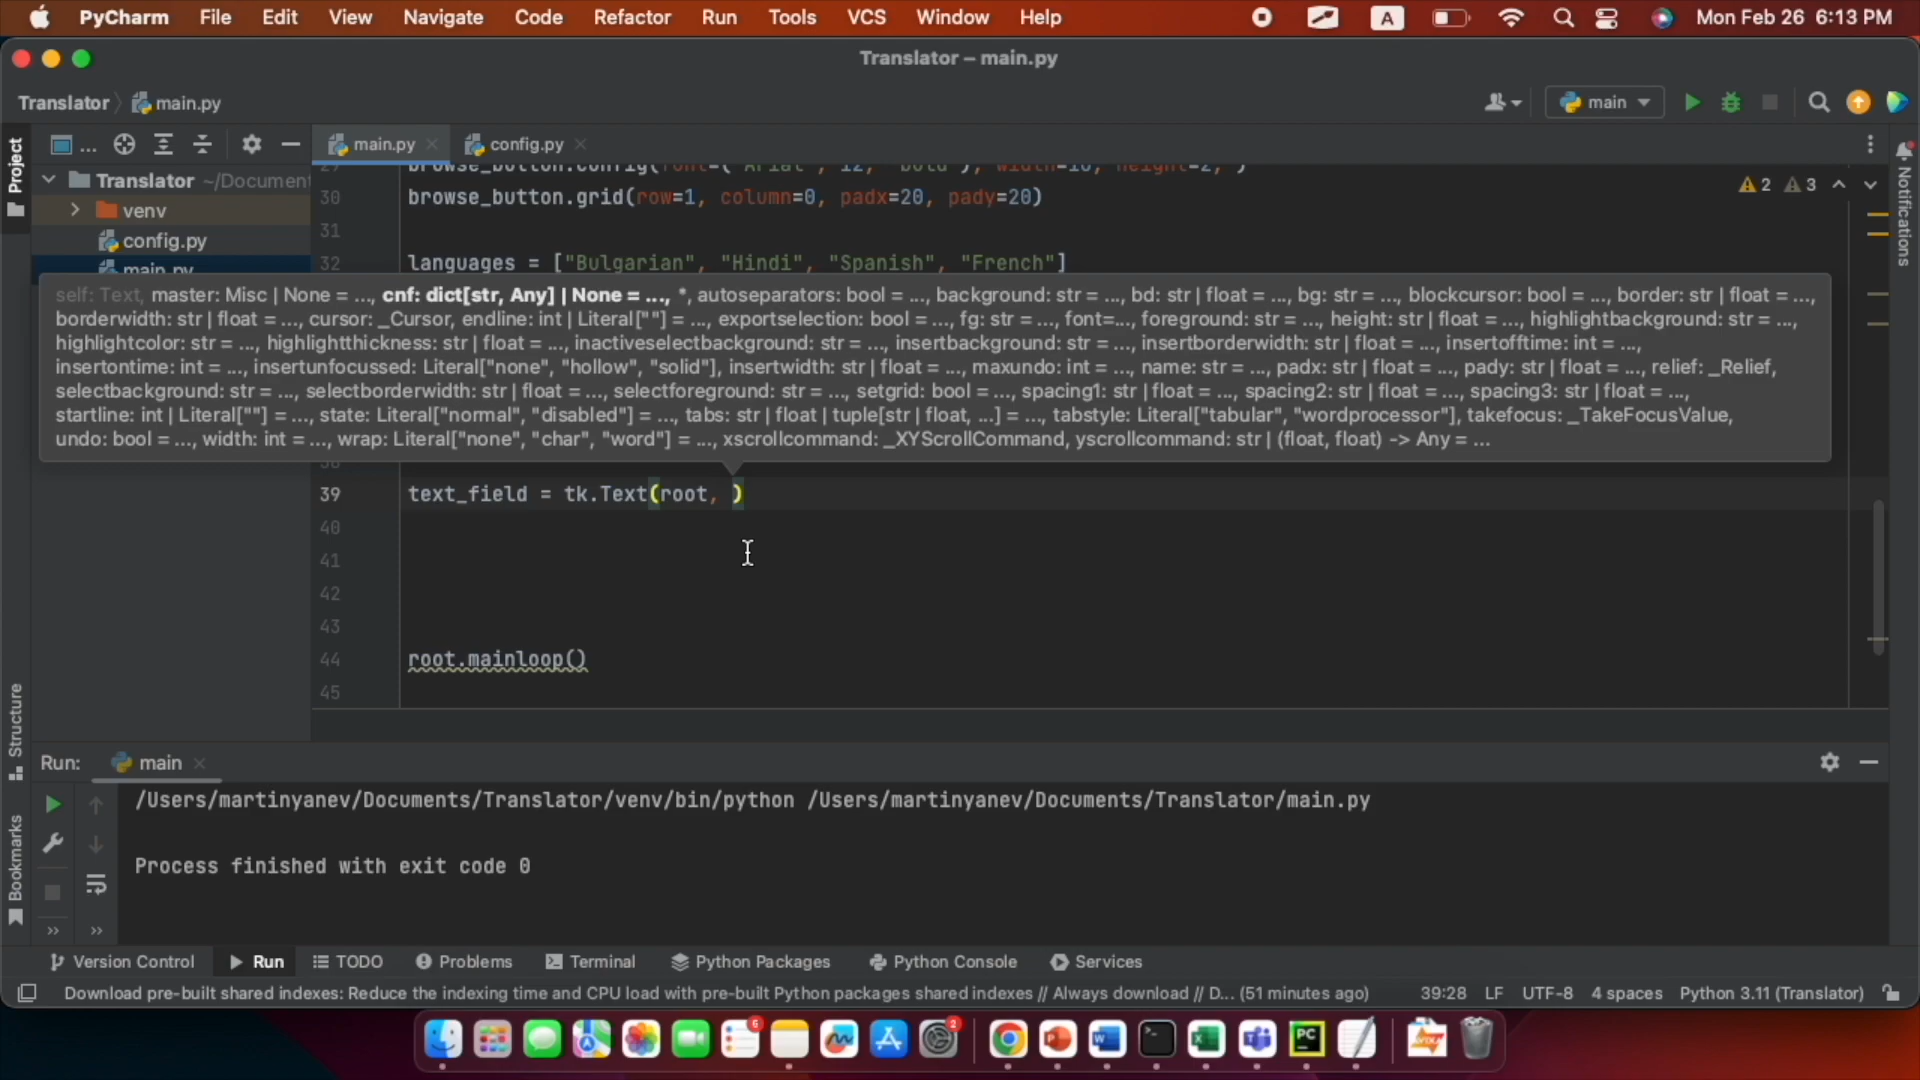 PyCharm File Edit View Navigate Code Refactor Run Tools VCS Window Help A Mon Feb 26 6:13 PM
Translator – main.py
Translator main.py main
Project ... main.py config.py
Notifications
Translator ~/Document
venv
config.py
main.py
30 browse_button.grid(row=1, column=0, padx=20, pady=20)
2 3
31
32 languages = ["Bulgarian", "Hindi", "Spanish", "French"]
self: Text, master: Misc | None = ..., cnf: dict[str, Any] | None = ..., *, autoseparators: bool = ..., background: str = ..., bd: str | float = ..., bg: str = ..., blockcursor: bool = ..., border: str | float = ...,
borderwidth: str | float = ..., cursor: _Cursor, endline: int | Literal[""] = ..., exportselection: bool = ..., fg: str = ..., font=..., foreground: str = ..., height: str | float = ..., highlightbackground: str = ...,
highlightcolor: str = ..., highlightthickness: str | float = ..., inactiveselectbackground: str = ..., insertbackground: str = ..., insertborderwidth: str | float = ..., insertofftime: int = ...,
insertontime: int = ..., insertunfocussed: Literal["none", "hollow", "solid"], insertwidth: str | float = ..., maxundo: int = ..., name: str = ..., padx: str | float = ..., pady: str | float = ..., relief: _Relief,
selectbackground: str = ..., selectborderwidth: str | float = ..., selectforeground: str = ..., setgrid: bool = ..., spacing1: str | float = ..., spacing2: str | float = ..., spacing3: str | float = ...,
startline: int | Literal[""] = ..., state: Literal["normal", "disabled"] = ..., tabs: str | float | tuple[str | float, ...] = ..., tabstyle: Literal["tabular", "wordprocessor"], takefocus: _TakeFocusValue,
undo: bool = ..., width: int = ..., wrap: Literal["none", "char", "word"] = ..., xscrollcommand: _XYScrollCommand, yscrollcommand: str | (float, float) -> Any = ...
39 text_field = tk.Text(root, )
40
41
42
43
44 root.mainloop()
45
Structure
Bookmarks
Run: main
/Users/martinyanev/Documents/Translator/venv/bin/python /Users/martinyanev/Documents/Translator/main.py
Process finished with exit code 0
Version Control Run TODO Problems Terminal Python Packages Python Console Services
Download pre-built shared indexes: Reduce the indexing time and CPU load with pre-built Python packages shared indexes // Always download // D... (51 minutes ago) 39:28 LF UTF-8 4 spaces Python 3.11 (Translator)